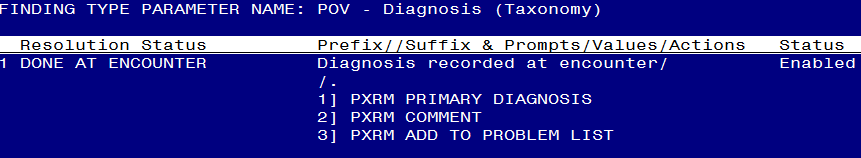 FINDING TYPE PARAMETER NAME: POV - Diagnosis (Taxonomy)
Resolution Status Prefix//Suffix & Prompts/Values/Actions Status
1 DONE AT ENCOUNTER Diagnosis recorded at encounter/ Enabled
/.
1] PXRM PRIMARY DIAGNOSIS
2] PXRM COMMENT
3] PXRM ADD TO PROBLEM LIST